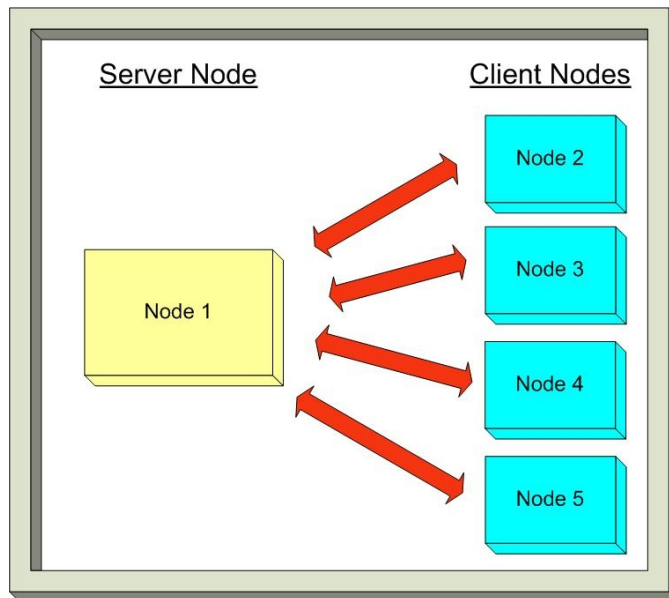 Server Node
Client Nodes
Node 1
Node 2
Node 3
Node 4
Node 5